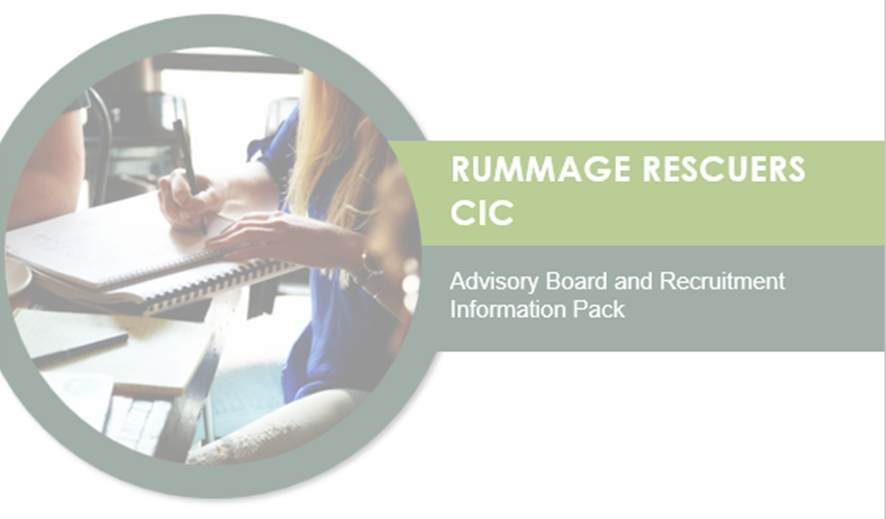 RUMMAGE RESCUERS
CIC
Advisory Board and Recruitment
Information Pack